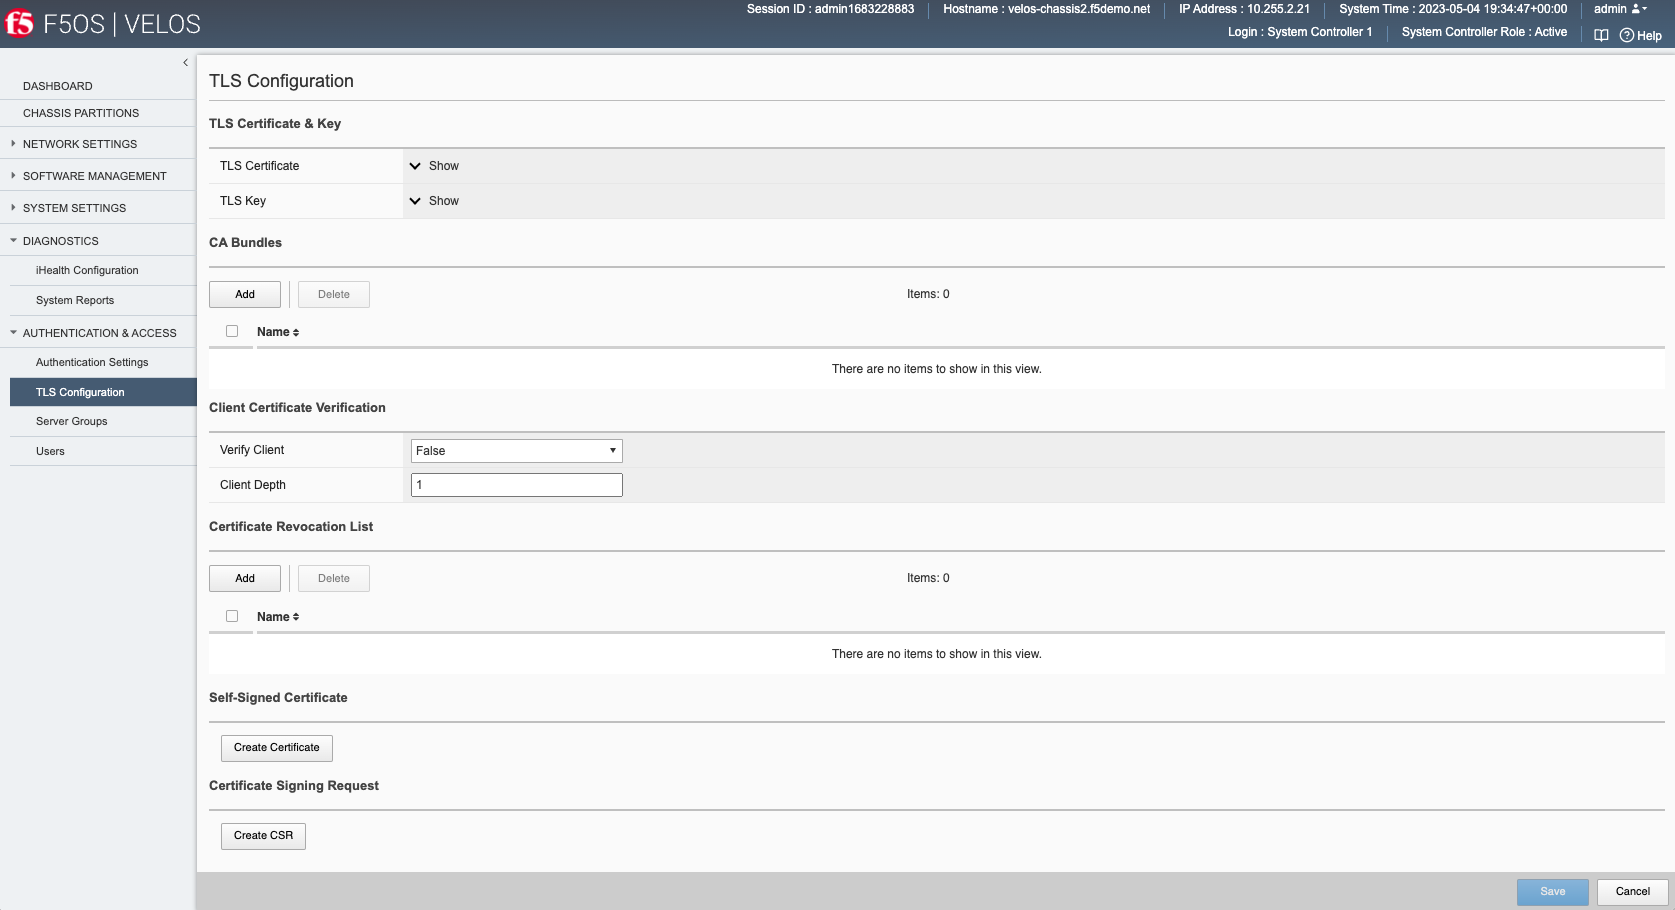 f5 F5OS | VELOS
Session ID : admin1683228883 Hostname : velos-chassis2.f5demo.net IP Address : 10.255.2.21 System Time : 2023-05-04 19:34:47+00:00 admin
Login : System Controller 1 System Controller Role : Active Help
DASHBOARD
CHASSIS PARTITIONS
NETWORK SETTINGS
SOFTWARE MANAGEMENT
SYSTEM SETTINGS
DIAGNOSTICS
iHealth Configuration
System Reports
AUTHENTICATION & ACCESS
Authentication Settings
TLS Configuration
Server Groups
Users
TLS Configuration
TLS Certificate & Key
TLS Certificate Show
TLS Key Show
CA Bundles
Add Delete Items: 0
Name
There are no items to show in this view.
Client Certificate Verification
Verify Client False
Client Depth 1
Certificate Revocation List
Add Delete Items: 0
Name
There are no items to show in this view.
Self-Signed Certificate
Create Certificate
Certificate Signing Request
Create CSR
Save Cancel